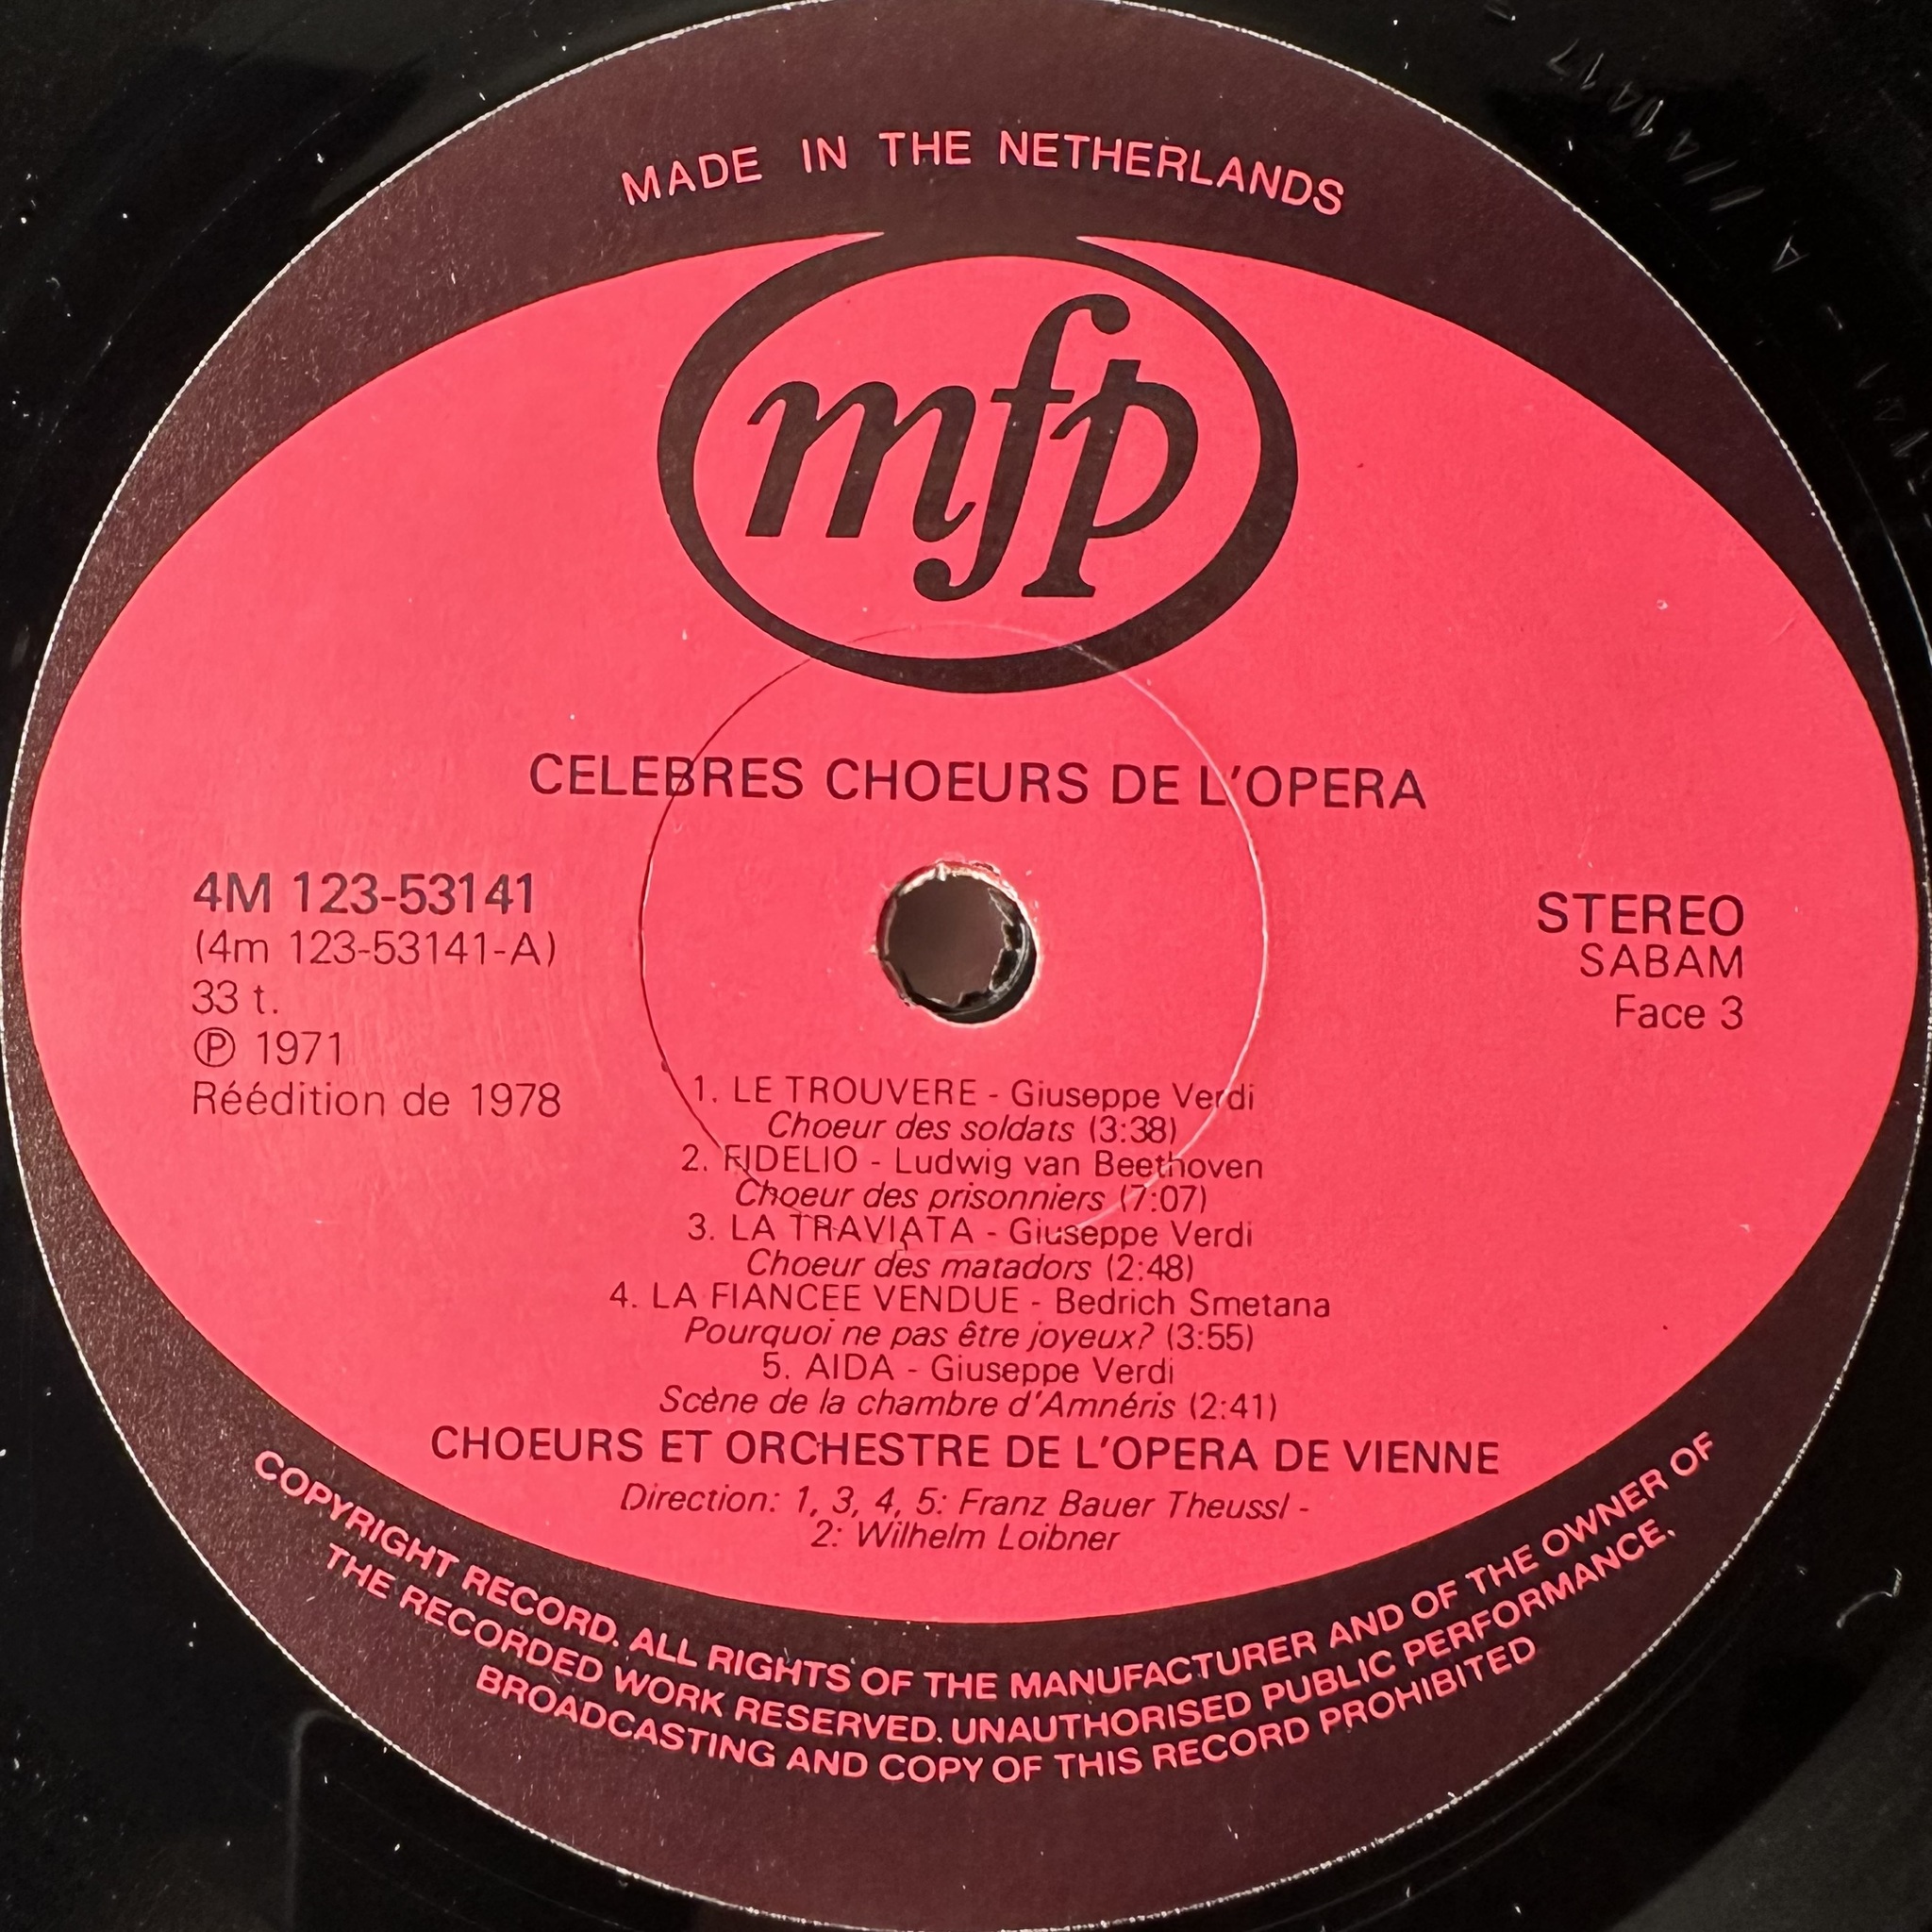 MADE IN THE NETHERLANDS
mfp
CELEBRES CHOEURS DE L'OPERA
4M 123-53141
(4m 123-53141-A)
33 t.
℗ 1971
Réédition de 1978
STEREO
SABAM
Face 3
1. LE TROUVERE - Giuseppe Verdi
Choeur des soldats (3:38)
2. FIDELIO - Ludwig van Beethoven
Choeur des prisonniers (7:07)
3. LA TRAVIATA - Giuseppe Verdi
Choeur des matadors (2:48)
4. LA FIANCEE VENDUE - Bedrich Smetana
Pourquoi ne pas être joyeux? (3:55)
5. AIDA - Giuseppe Verdi
Scène de la chambre d'Amnéris (2:41)
CHOEURS ET ORCHESTRE DE L'OPERA DE VIENNE
Direction: 1, 3, 4, 5: Franz Bauer Theussl -
2: Wilhelm Loibner
COPYRIGHT RECORD. ALL RIGHTS OF THE MANUFACTURER AND OF THE OWNER OF
THE RECORDED WORK RESERVED. UNAUTHORISED PUBLIC PERFORMANCE.
BROADCASTING AND COPY OF THIS RECORD PROHIBITED